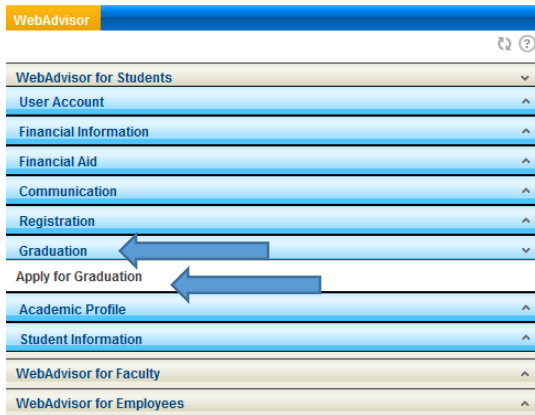 WebAdvisor
?
WebAdvisor for Students
User Account
Financial Information
Financial Aid
Communication
Registration
Graduation
Apply for Graduation
Academic Profile
Student Information
WebAdvisor for Faculty
WebAdvisor for Employees